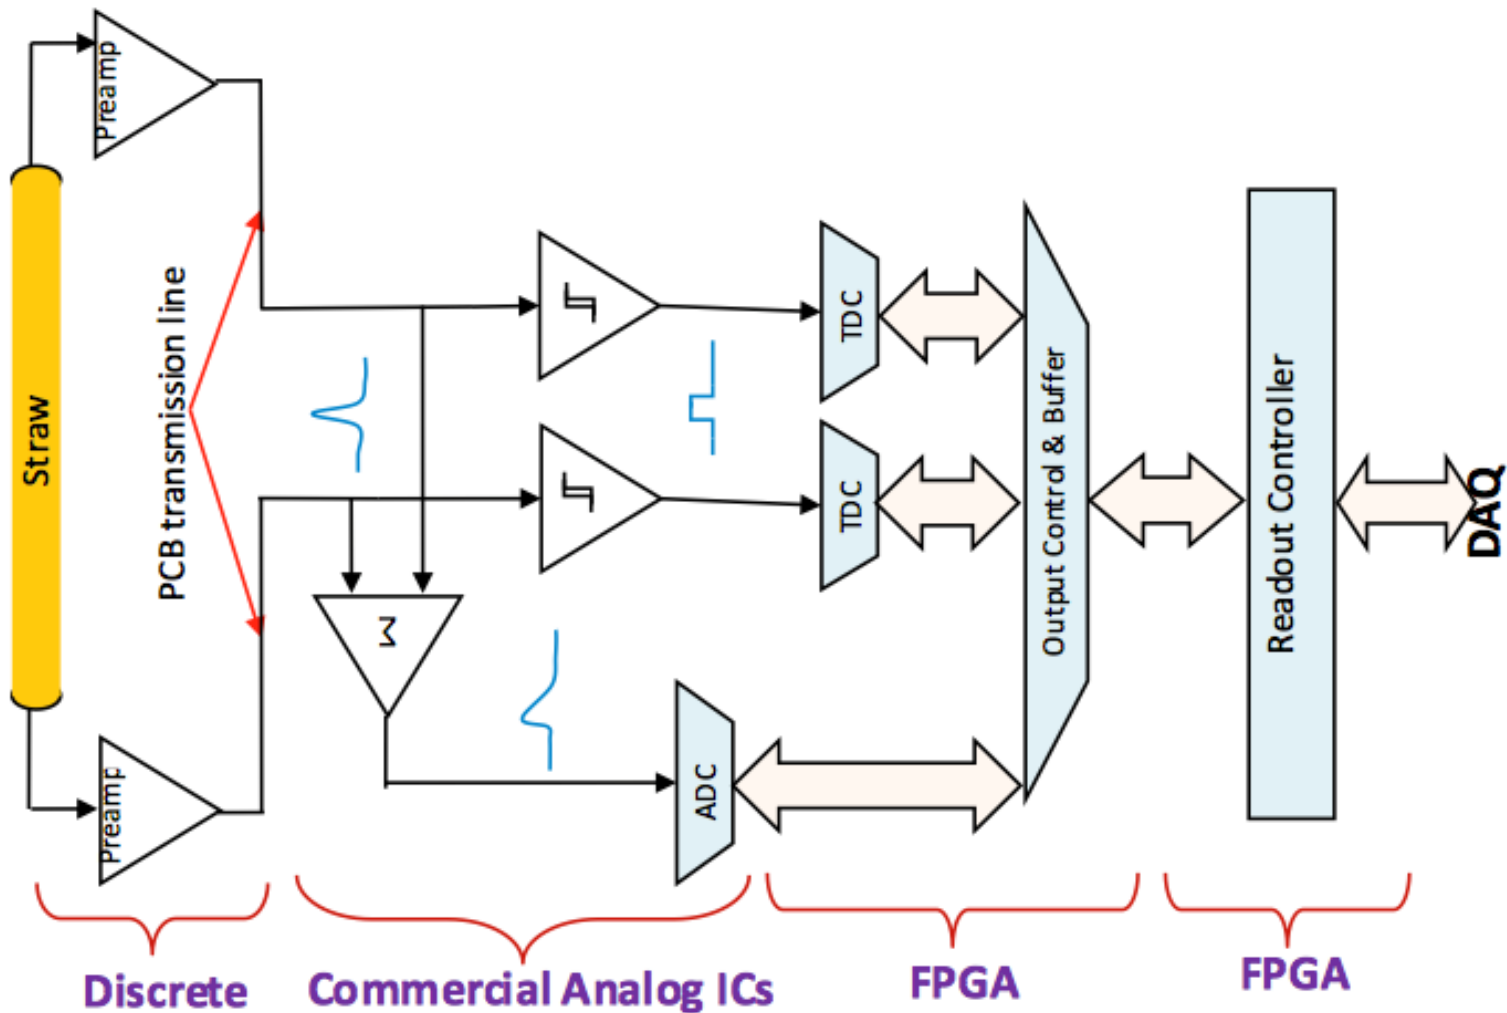 Preamp
Straw
PCB transmission line
Preamp
Σ
TDC
TDC
ADC
Output Control & Buffer
Readout Controller
DAQ
Discrete
Commercial Analog ICs
FPGA
FPGA